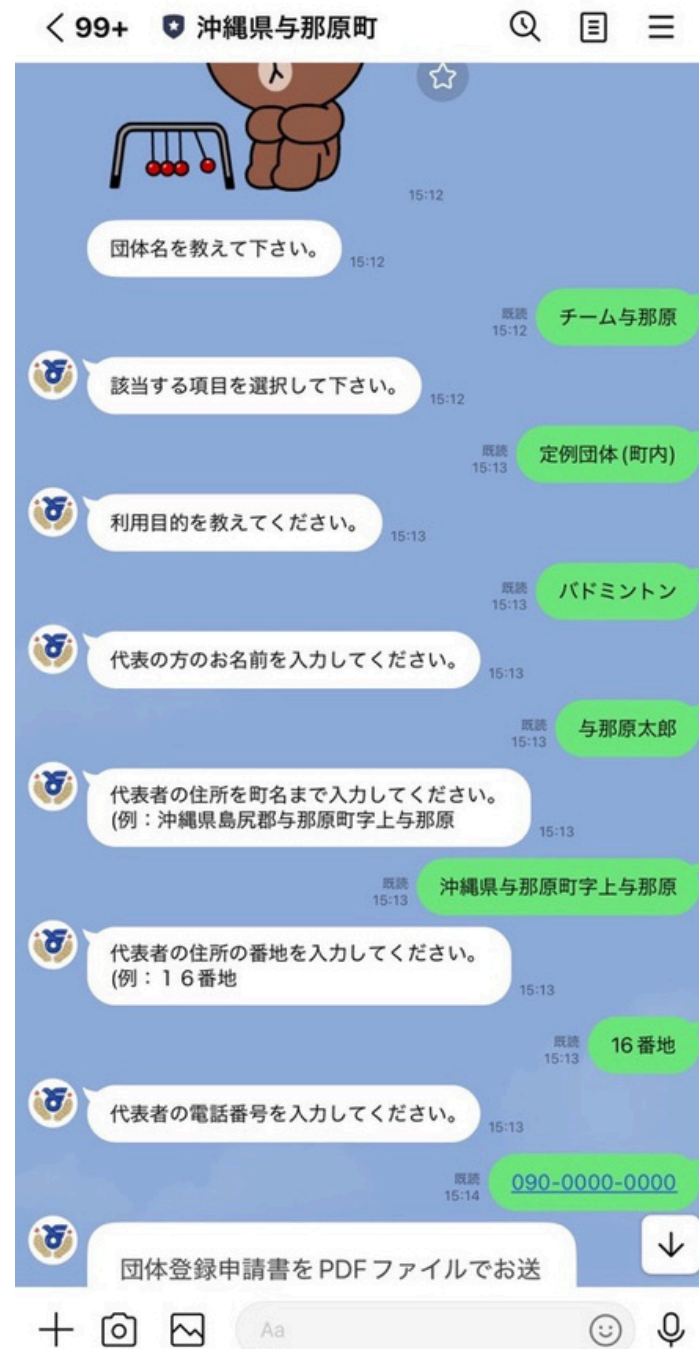 99+ 沖縄県与那原町
15:12
団体名を教えて下さい。
15:12
既読
15:12
チーム与那原
該当する項目を選択して下さい。
15:12
既読
15:13
定例団体(町内)
利用目的を教えてください。
15:13
既読
15:13
バドミントン
代表の方のお名前を入力してください。
15:13
既読
15:13
与那原太郎
代表者の住所を町名まで入力してください。
(例：沖縄県島尻郡与那原町字上与那原
15:13
既読
15:13
沖縄県与那原町字上与那原
代表者の住所の番地を入力してください。
(例：１６番地
15:13
既読
15:13
16番地
代表者の電話番号を入力してください。
15:13
既読
15:14
090-0000-0000
団体登録申請書をPDFファイルでお送
Aa